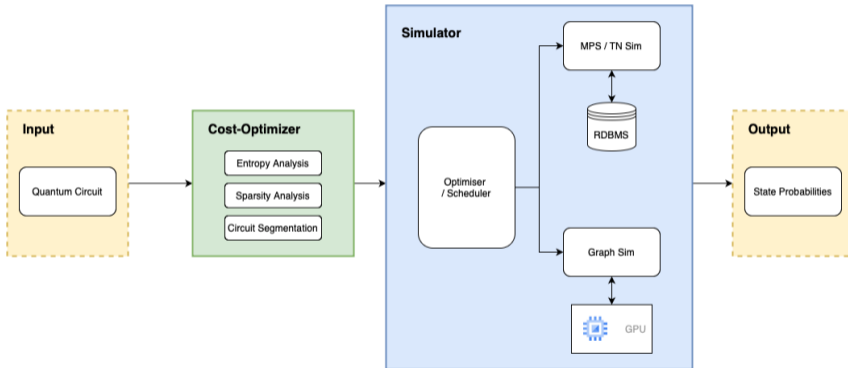 Input
Quantum Circuit
Cost-Optimizer
Entropy Analysis
Sparsity Analysis
Circuit Segmentation
Simulator
Optimiser
/ Scheduler
MPS / TN Sim
RDBMS
Graph Sim
GPU
Output
State Probabilities